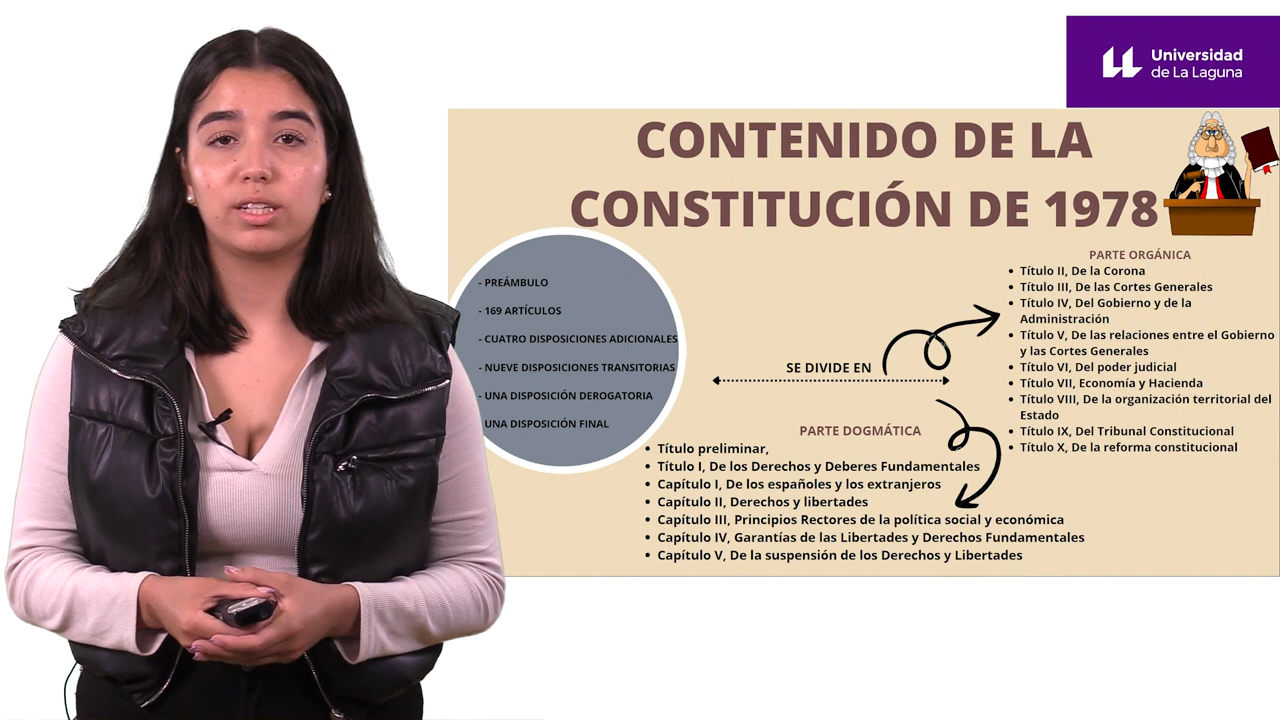 Universidad
de La Laguna
CONTENIDO DE LA
CONSTITUCIÓN DE 1978
- PREÁMBULO
- 169 ARTÍCULOS
- CUATRO DISPOSICIONES ADICIONALES
- NUEVE DISPOSICIONES TRANSITORIAS
- UNA DISPOSICIÓN DEROGATORIA
UNA DISPOSICIÓN FINAL
SE DIVIDE EN
PARTE ORGÁNICA
• Título II, De la Corona
• Título III, De las Cortes Generales
• Título IV, Del Gobierno y de la
Administración
• Título V, De las relaciones entre el Gobierno
y las Cortes Generales
• Título VI, Del poder judicial
• Título VII, Economía y Hacienda
• Título VIII, De la organización territorial del
Estado
• Título IX, Del Tribunal Constitucional
• Título X, De la reforma constitucional
PARTE DOGMÁTICA
• Título preliminar,
• Título I, De los Derechos y Deberes Fundamentales
• Capítulo I, De los españoles y los extranjeros
• Capítulo II, Derechos y libertades
• Capítulo III, Principios Rectores de la política social y económica
• Capítulo IV, Garantías de las Libertades y Derechos Fundamentales
• Capítulo V, De la suspensión de los Derechos y Libertades